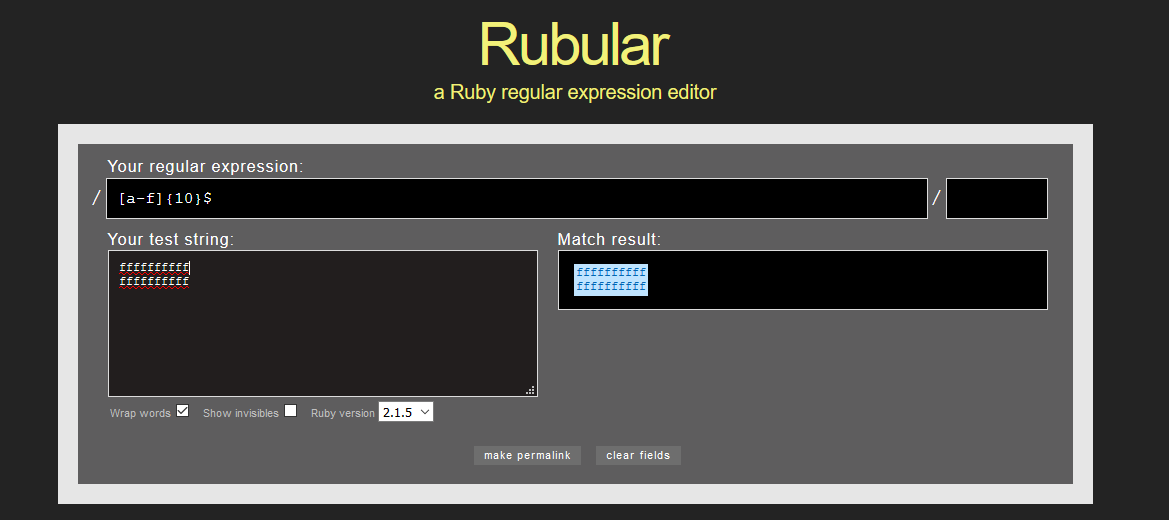 Rubular
a Ruby regular expression editor
Your regular expression:
/ [a-f]{10}$ /
Your test string:
ffffffffff
ffffffffff
Match result:
ffffffffff
ffffffffff
Wrap words Show invisibles Ruby version 2.1.5
make permalink clear fields